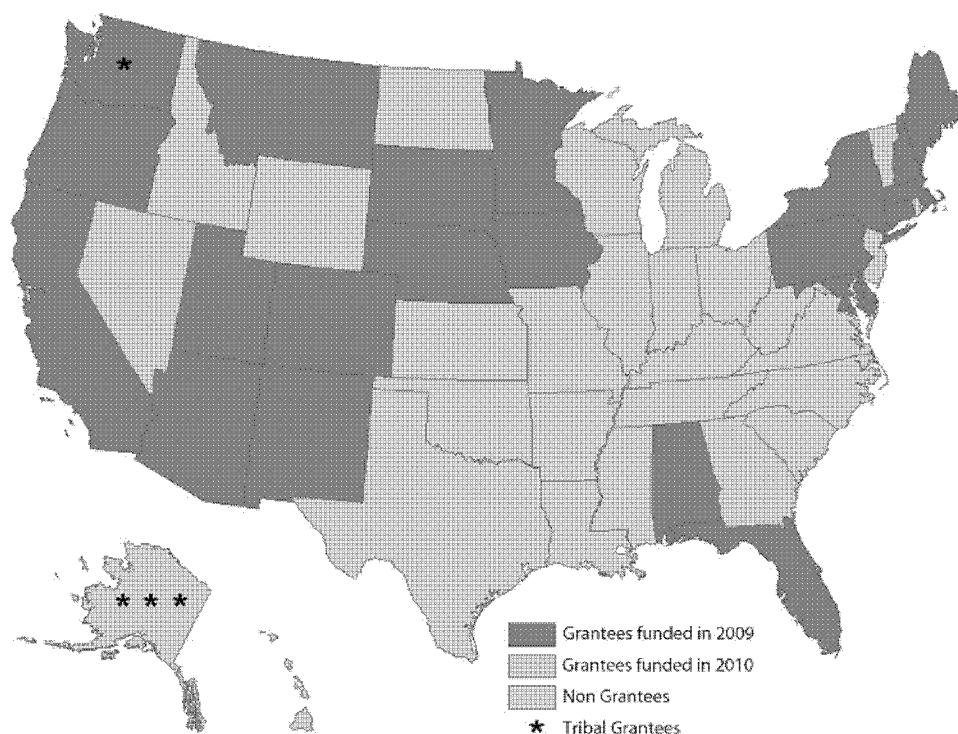 Grantees funded in 2009
Grantees funded in 2010
Non Grantees
* Tribal Grantees